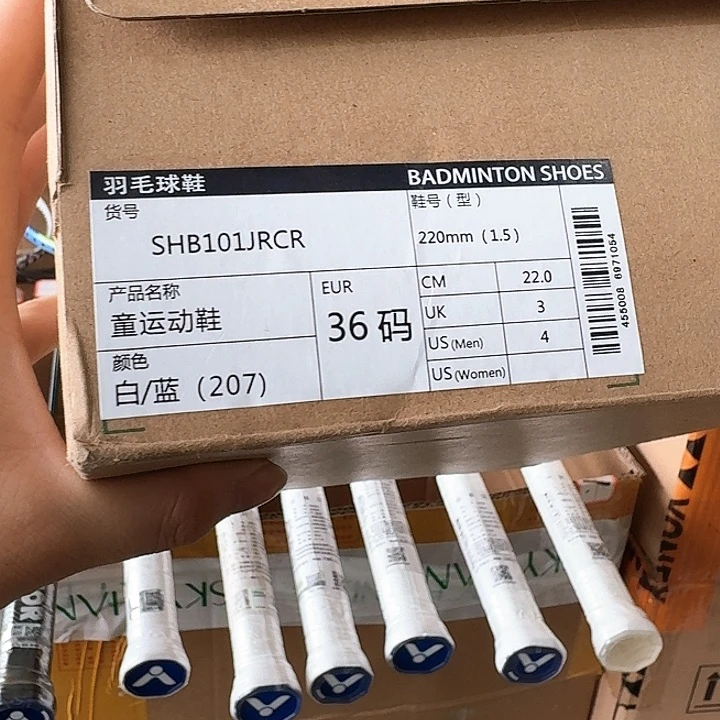 羽毛球鞋 BADMINTON SHOES
货号
SHB101JRCR
鞋号（型）
220mm（1.5）
产品名称
童运动鞋
EUR
36 码
颜色
白/蓝（207）
CM 22.0
UK 3
US (Men) 4
US (Women)
455008 6971054